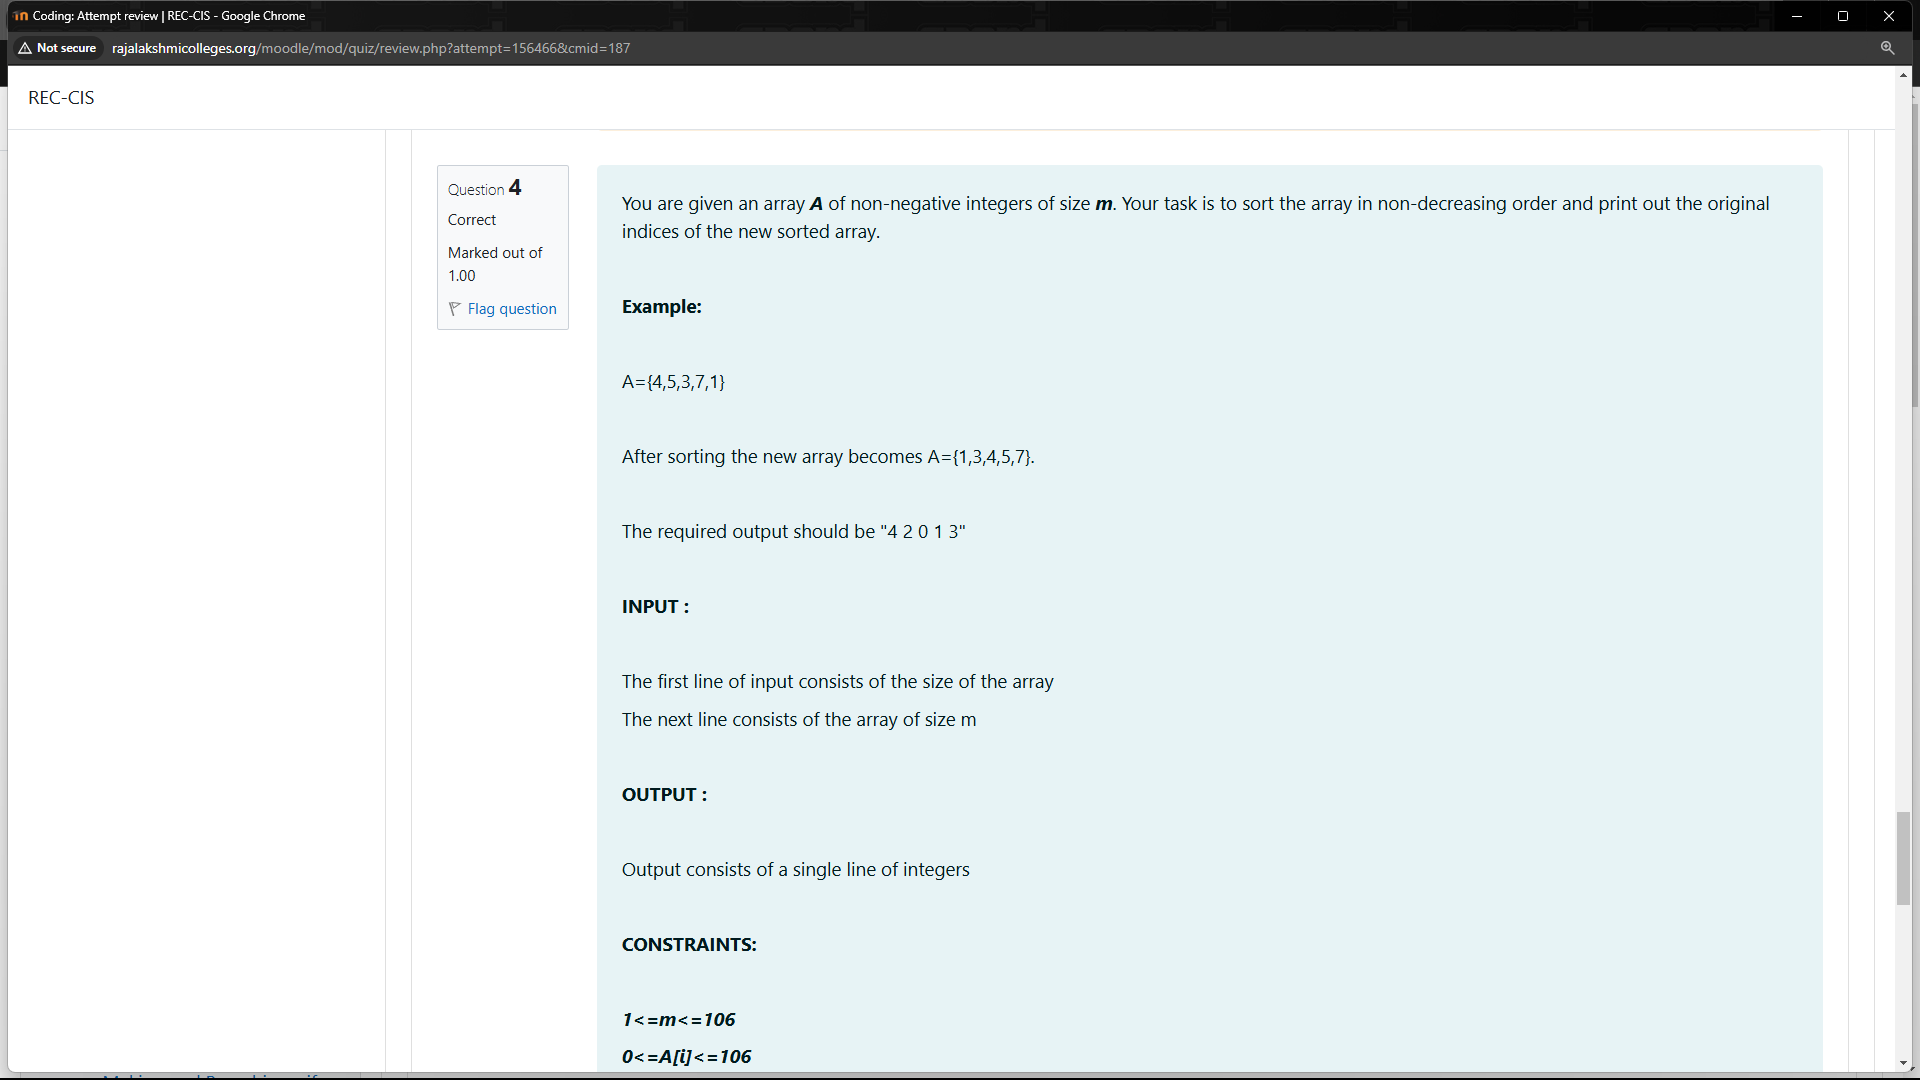 Coding: Attempt review | REC-CIS - Google Chrome
Not secure rajalakshmicolleges.org/moodle/mod/quiz/review.php?attempt=156466&cmid=187
REC-CIS
Question 4
Correct
Marked out of
1.00
Flag question
You are given an array A of non-negative integers of size m. Your task is to sort the array in non-decreasing order and print out the original
indices of the new sorted array.
Example:
A={4,5,3,7,1}
After sorting the new array becomes A={1,3,4,5,7}.
The required output should be "4 2 0 1 3"
INPUT :
The first line of input consists of the size of the array
The next line consists of the array of size m
OUTPUT :
Output consists of a single line of integers
CONSTRAINTS:
1<=m<=106
0<=A[i]<=106